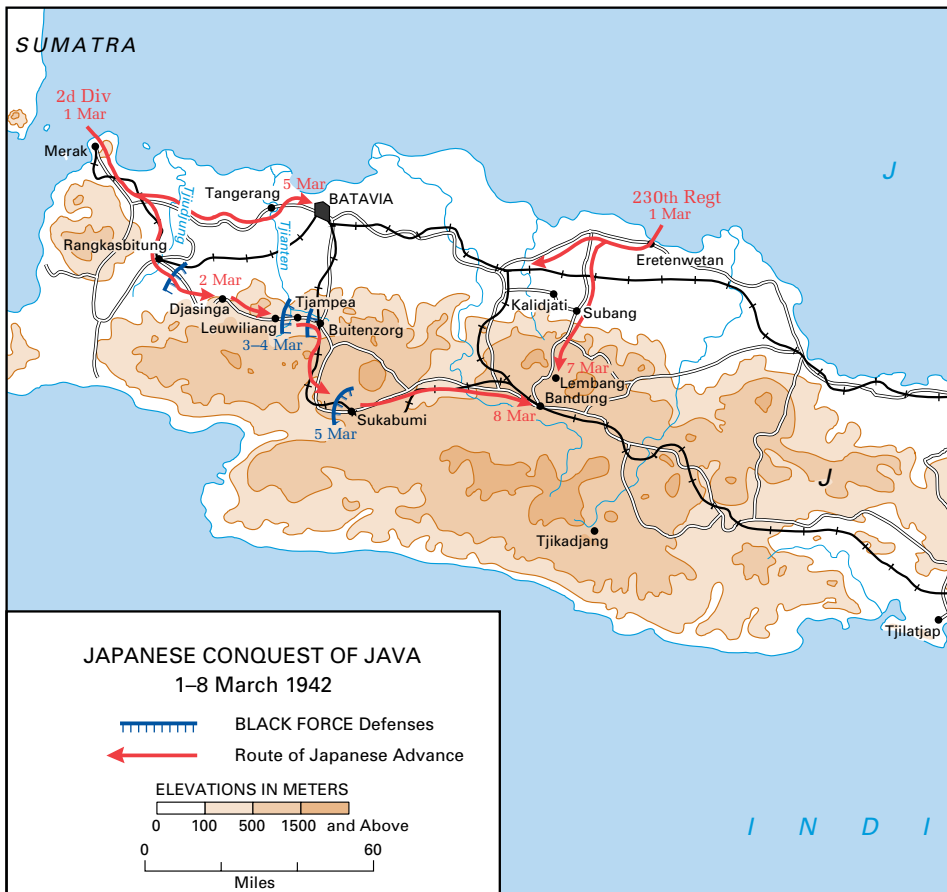 SUMATRA
2d Div
1 Mar
Merak
Tjiudjung
Tangerang
5 Mar
BATAVIA
J
230th Regt
1 Mar
Rangkasbitung
Tjianten
Eretenwetan
2 Mar
Djasinga
Tjampea
Leuwiliang
Buitenzorg
3–4 Mar
Kalidjati
Subang
7 Mar
Lembang
Bandung
8 Mar
5 Mar
Sukabumi
J
Tjikadjang
Tjilatjap
JAPANESE CONQUEST OF JAVA
1–8 March 1942
BLACK FORCE Defenses
Route of Japanese Advance
ELEVATIONS IN METERS
0 100 500 1500 and Above
0 60
Miles
I N D I